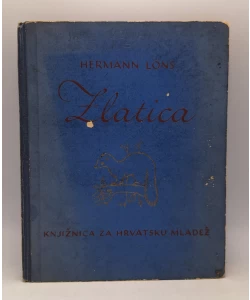 HERMANN LÖNS
Zlatica
KNJIŽNICA ZA HRVATSKU MLADEŽ